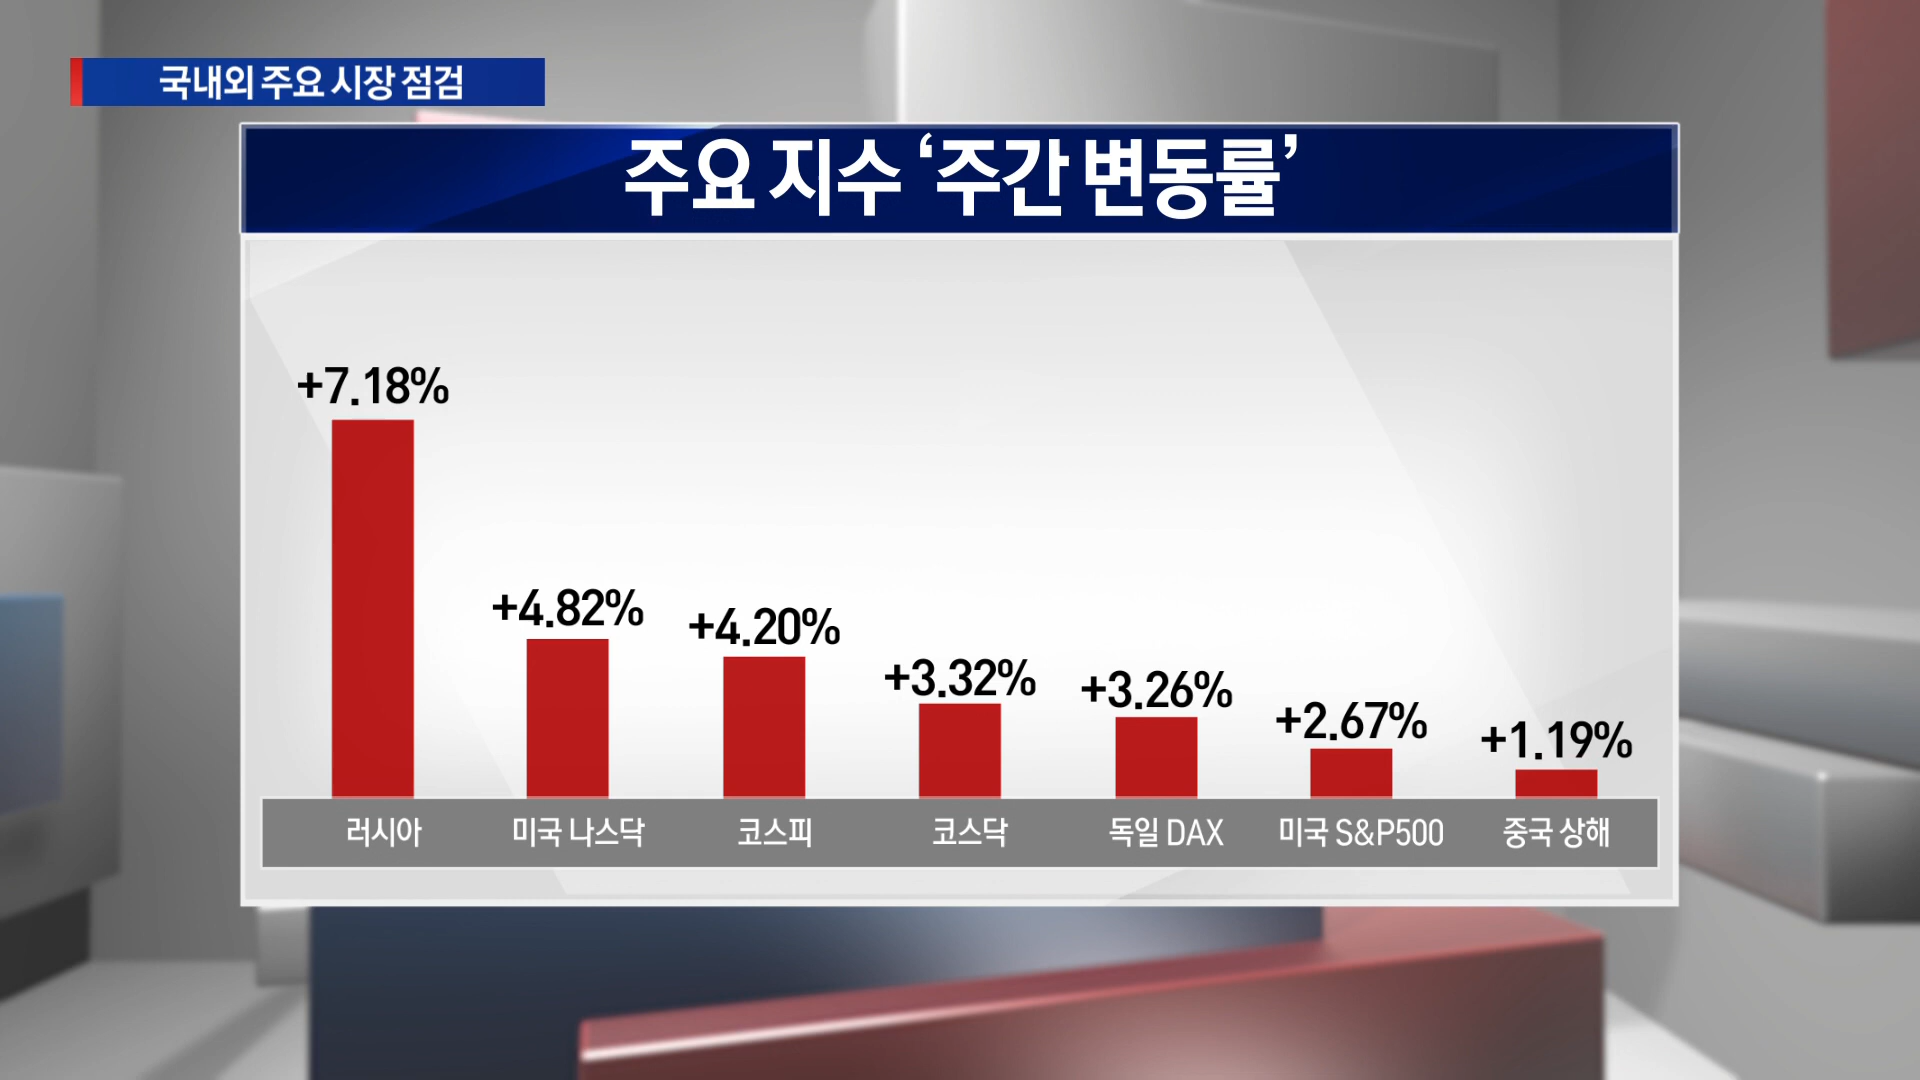 국내외 주요 시장 점검
주요 지수 ‘주간 변동률’
+7.18%
+4.82%
+4.20%
+3.32%
+3.26%
+2.67%
+1.19%
러시아
미국 나스닥
코스피
코스닥
독일 DAX
미국 S&P500
중국 상해